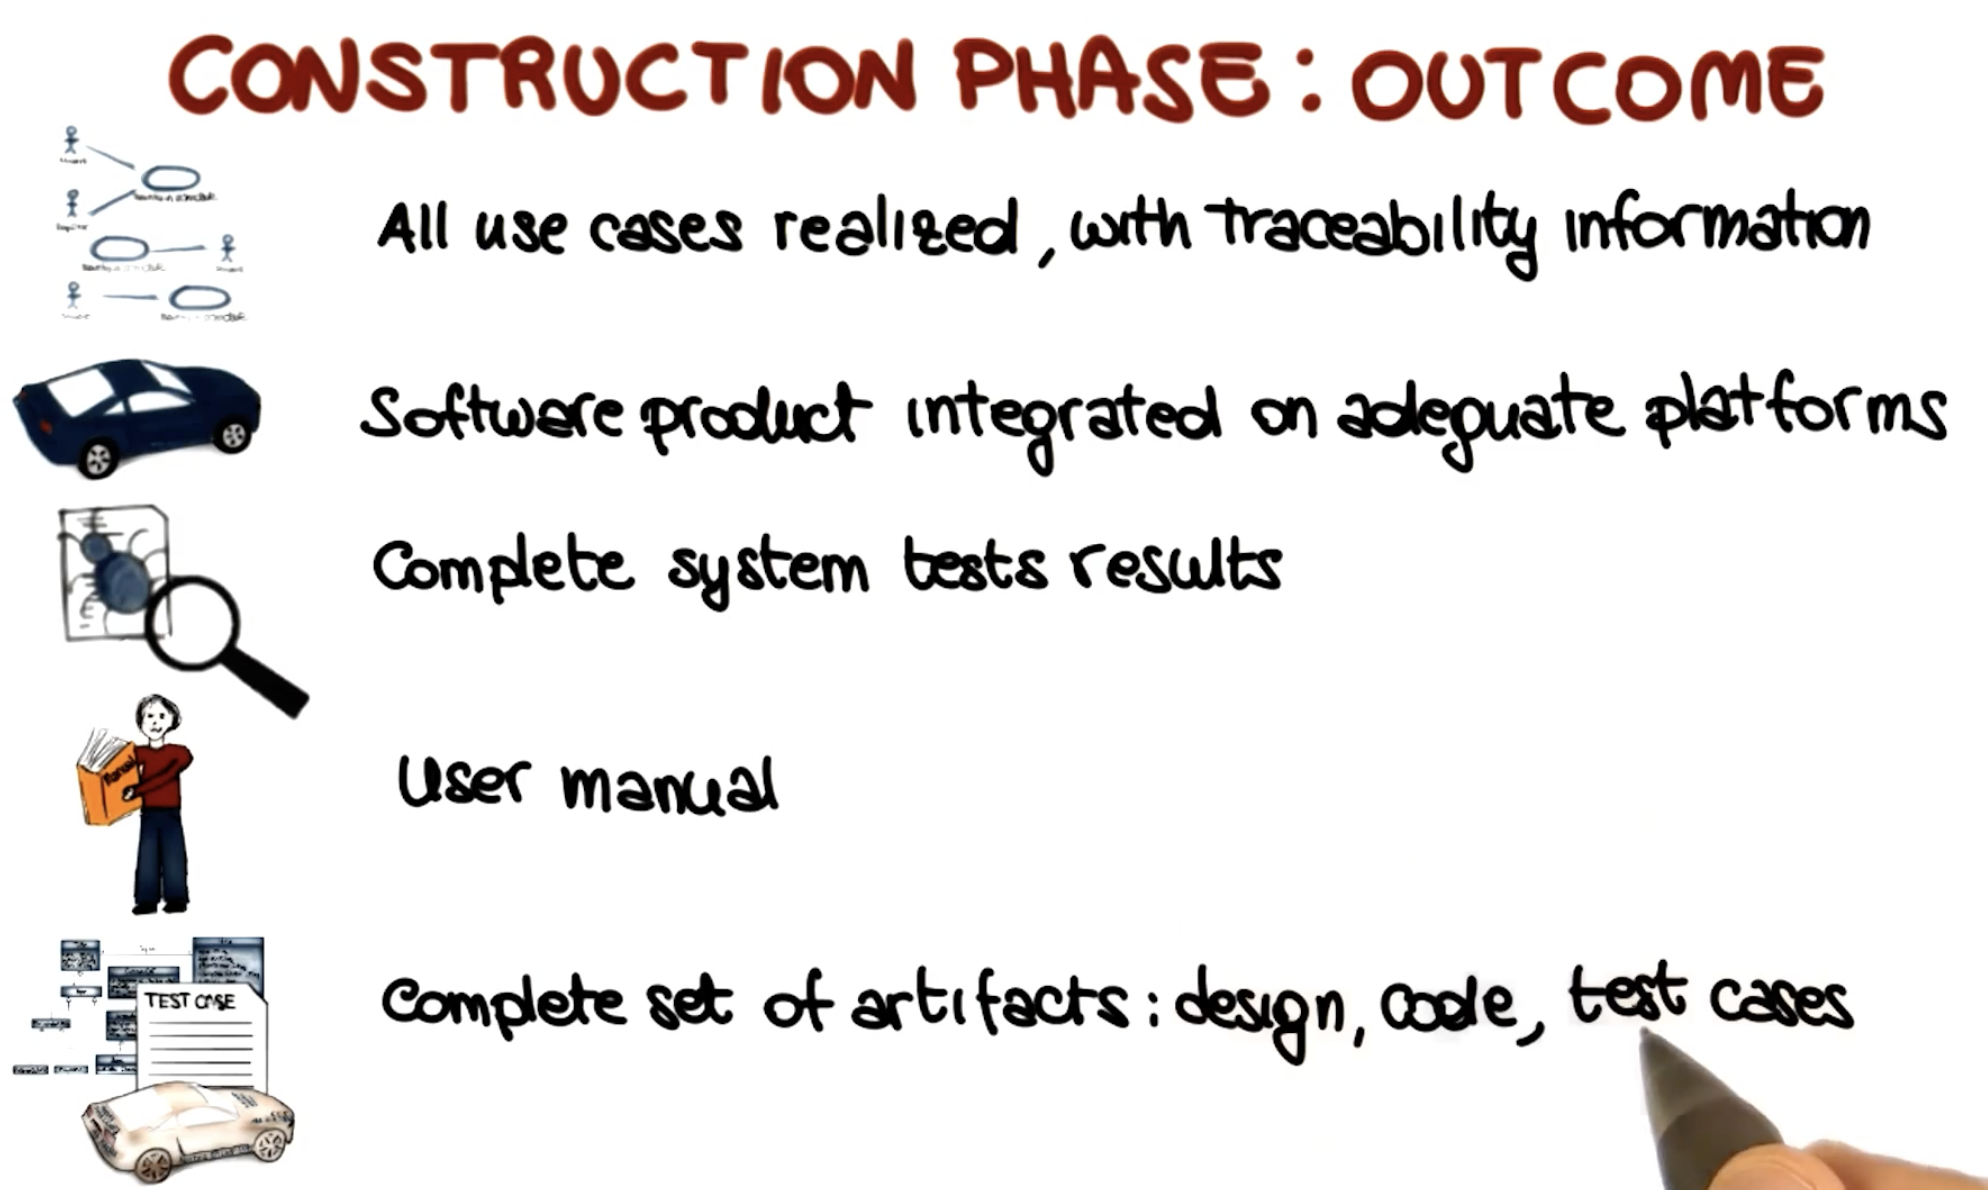 CONSTRUCTION PHASE: OUTCOME
All use cases realized, with traceability information
Software product integrated on adequate platforms
Complete system tests results
Manual
User manual
TEST CASE
Complete set of artifacts: design, code, test cases